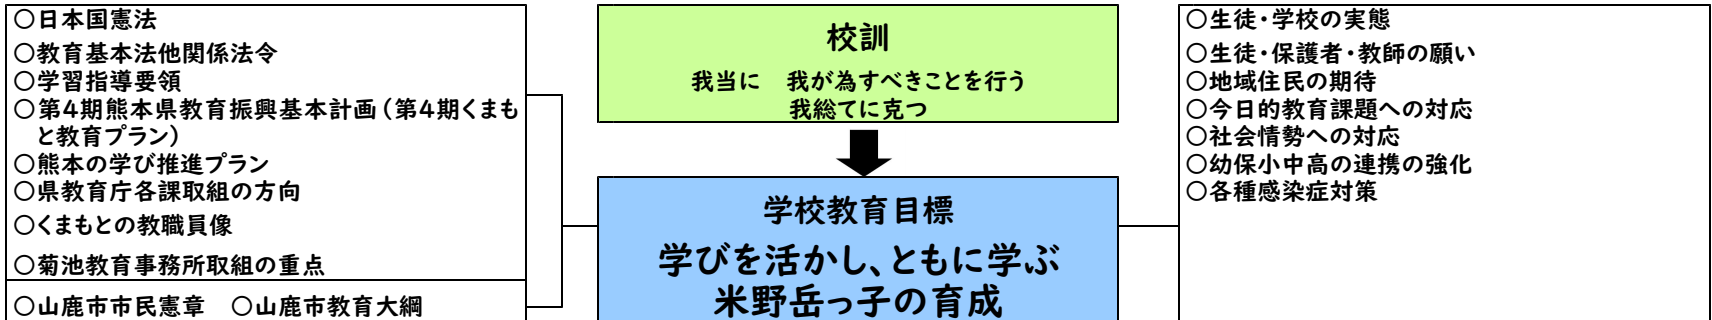 ○日本国憲法
○教育基本法他関係法令
○学習指導要領
○第4期熊本県教育振興基本計画(第4期くまも
と教育プラン)
○熊本の学び推進プラン
○県教育庁各課取組の方向
○くまもとの教職員像
○菊池教育事務所取組の重点
○山鹿市市民憲章　○山鹿市教育大綱
校訓
我当に　我が為すべきことを行う
我総てに克つ
学校教育目標
学びを活かし、ともに学ぶ
米野岳っ子の育成
○生徒・学校の実態
○生徒・保護者・教師の願い
○地域住民の期待
○今日的教育課題への対応
○社会情勢への対応
○幼保小中高の連携の強化
○各種感染症対策